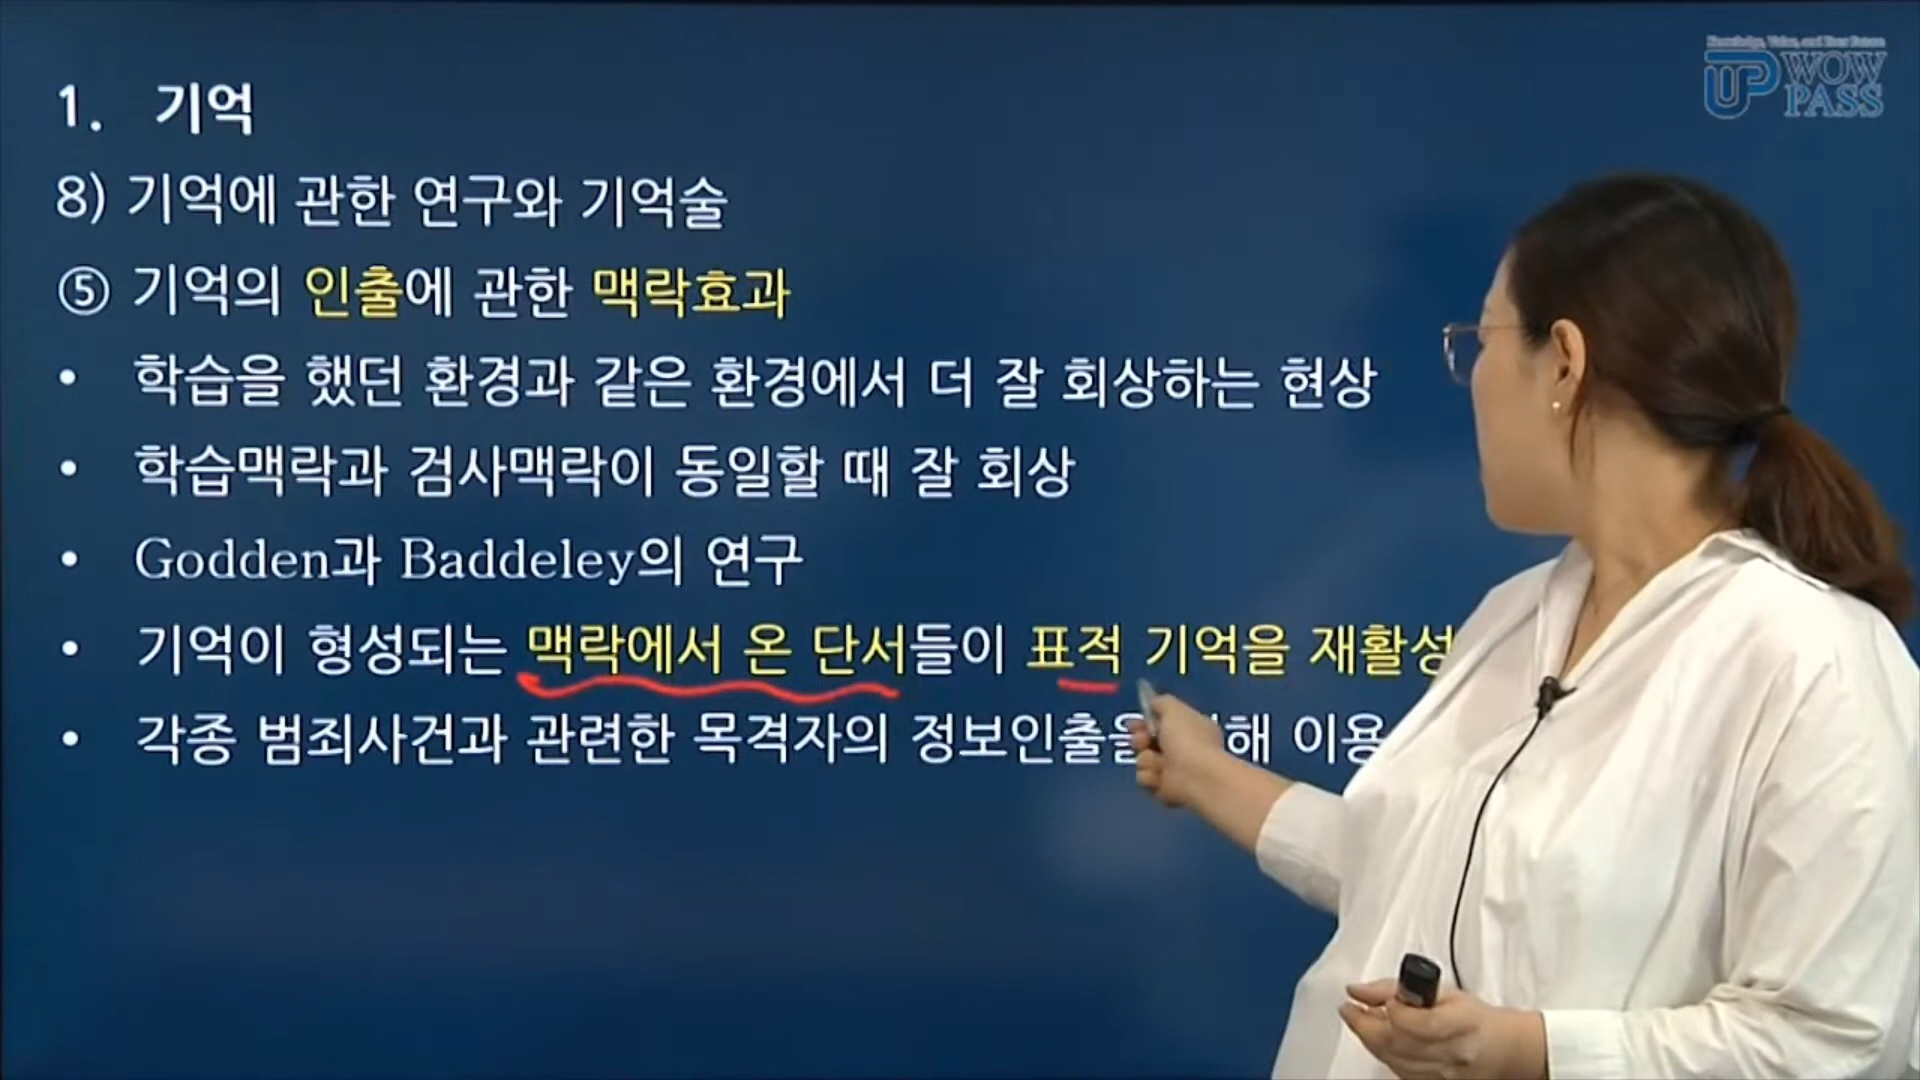 Knowledge, Value, and Your Future
UP WOW PASS
1. 기억
8) 기억에 관한 연구와 기억술
⑤ 기억의 인출에 관한 맥락효과
• 학습을 했던 환경과 같은 환경에서 더 잘 회상하는 현상
• 학습맥락과 검사맥락이 동일할 때 잘 회상
• Godden과 Baddeley의 연구
• 기억이 형성되는 맥락에서 온 단서들이 표적 기억을 재활성
• 각종 범죄사건과 관련한 목격자의 정보인출을 해 이용